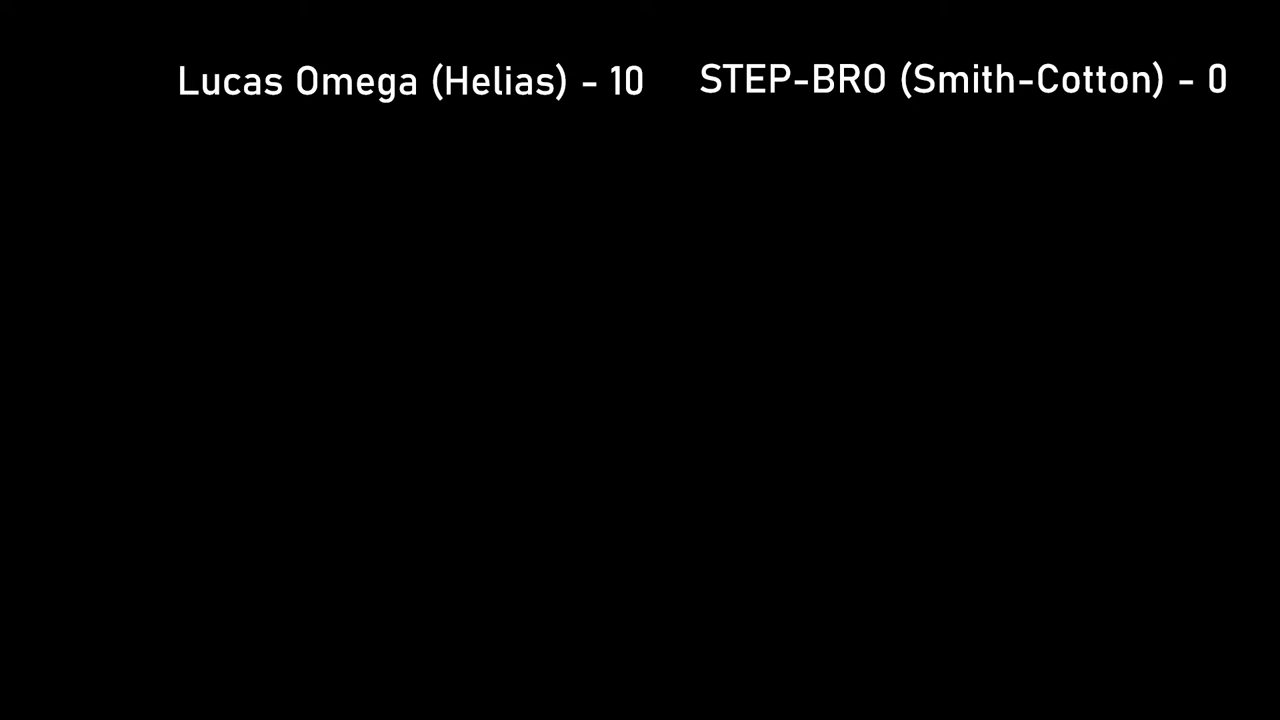 Lucas Omega (Helias) - 10 STEP-BRO (Smith-Cotton) - 0